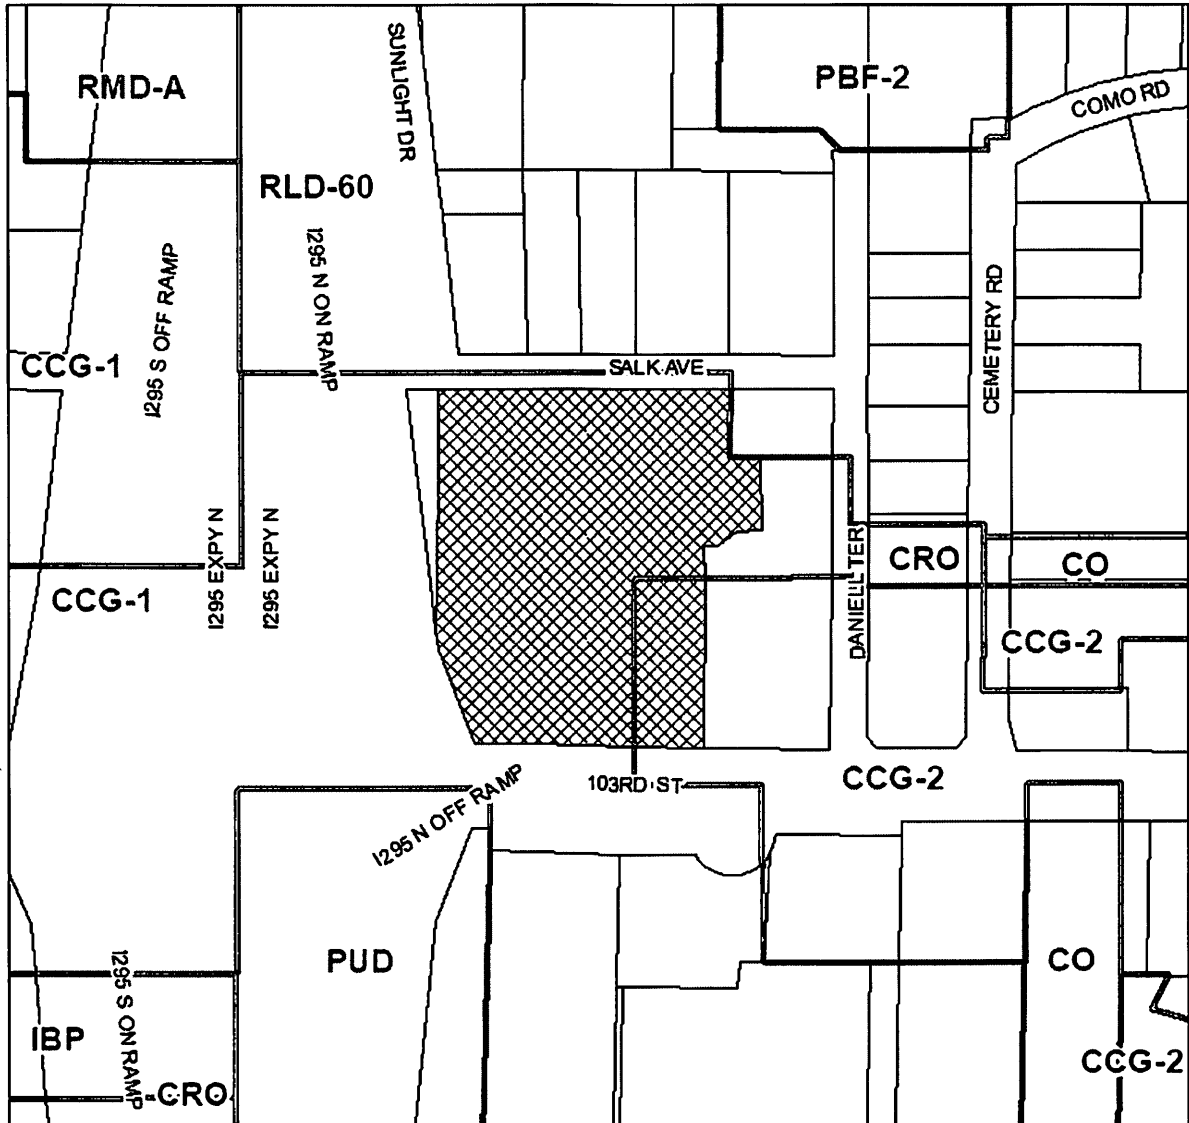 SUNLIGHT DR
RMD-A
PBF-2
COMO RD
RLD-60
I295 S OFF RAMP
I295 N ON RAMP
CEMETERY RD
CCG-1
SALK AVE
I295 EXPY N
I295 EXPY N
CCG-1
DANIELL TER
CRO
CO
CCG-2
103RD ST
CCG-2
I295 N OFF RAMP
PUD
CO
I295 S ON RAMP
IBP
CRO
CCG-2